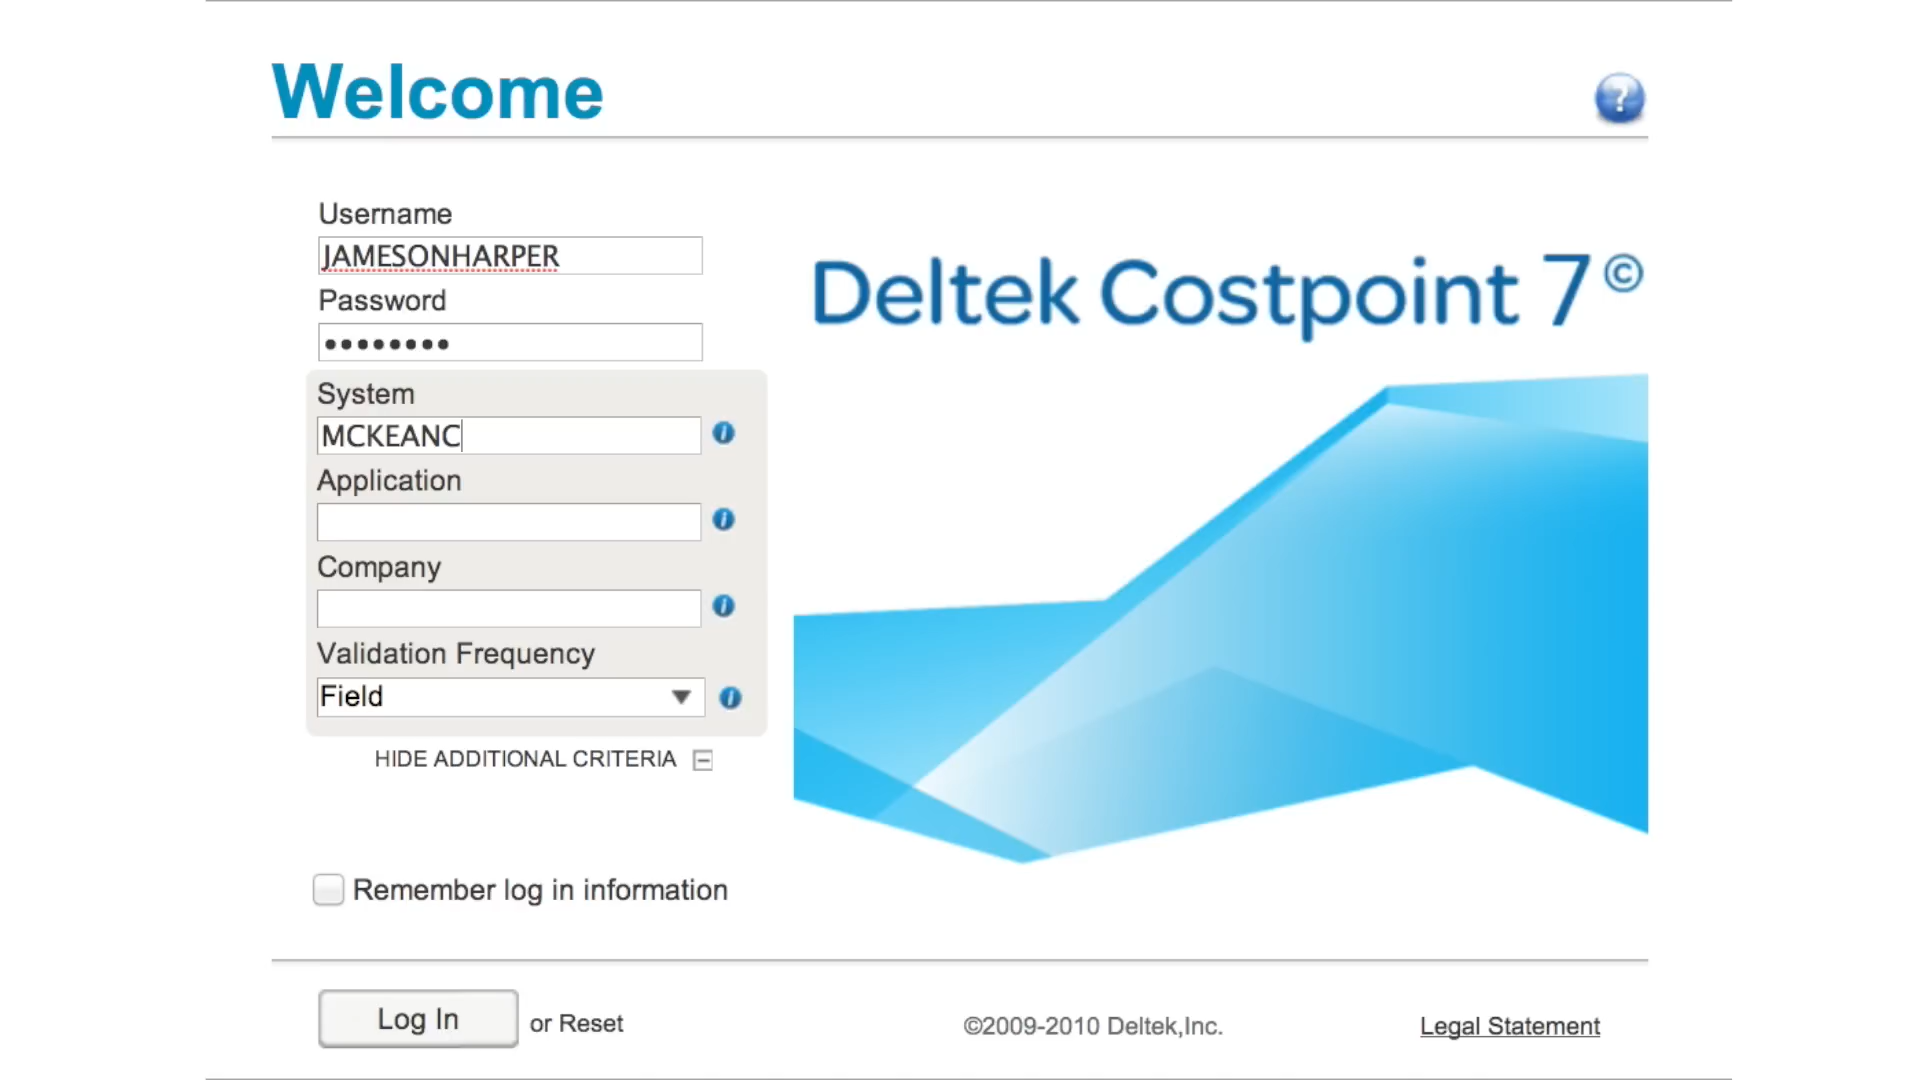 Welcome
?
Username
JAMESONHARPER
Password
System
MCKEANC
Application
Company
Validation Frequency
Field
HIDE ADDITIONAL CRITERIA
Remember log in information
Deltek Costpoint 7©
Log In or Reset
©2009-2010 Deltek,Inc.
Legal Statement